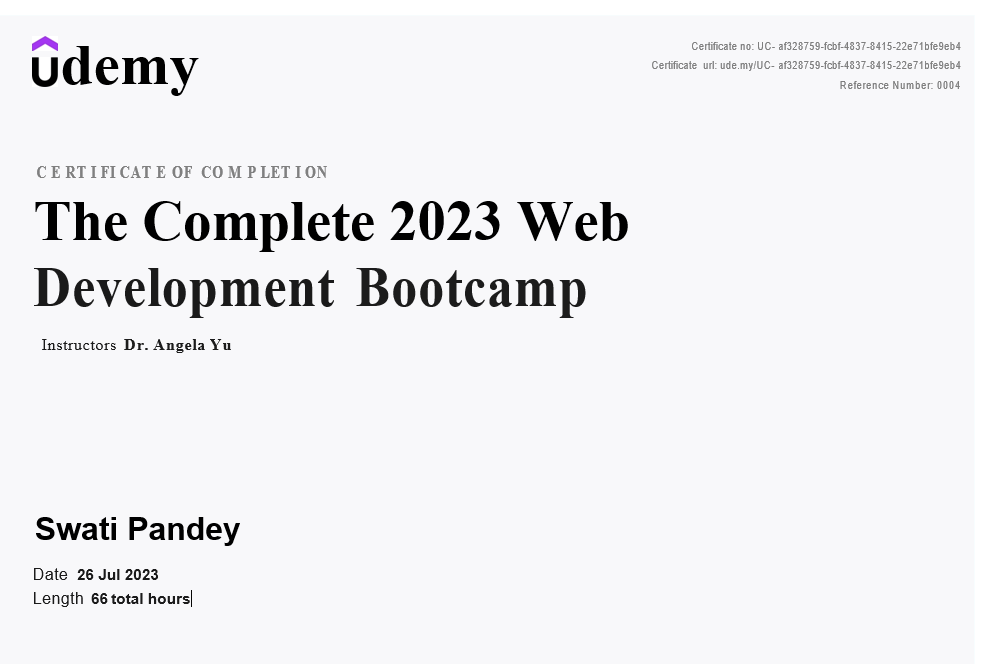 udemy
Certificate no: UC- af328759-fcbf-4837-8415-22e71bfe9eb4
Certificate url: ude.my/UC- af328759-fcbf-4837-8415-22e71bfe9eb4
Reference Number: 0004
CERTIFICATE OF COMPLETION
The Complete 2023 Web
Development Bootcamp
Instructors Dr. Angela Yu
Swati Pandey
Date 26 Jul 2023
Length 66 total hours